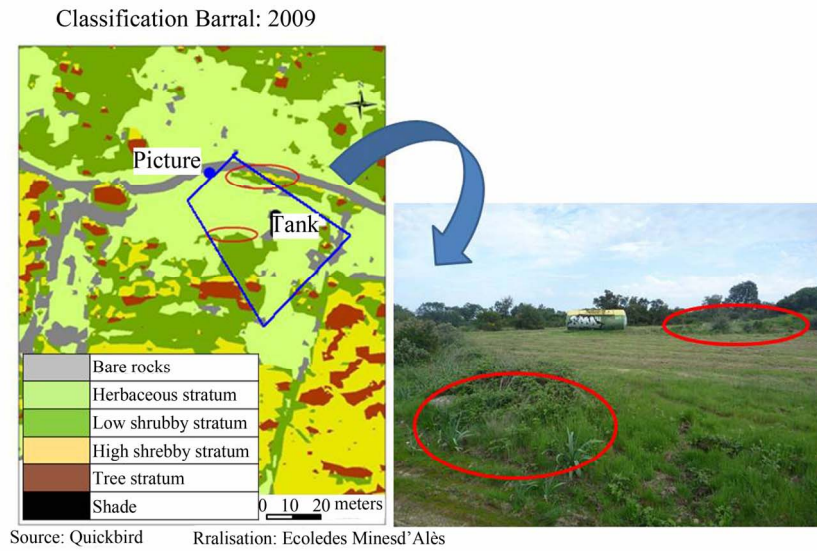 Classification Barral: 2009
Picture
Tank
Bare rocks
Herbaceous stratum
Low shrubby stratum
High shrebby stratum
Tree stratum
Shade
0 10 20 meters
Source: Quickbird Rralisation: Ecoledes Minesd'Alès